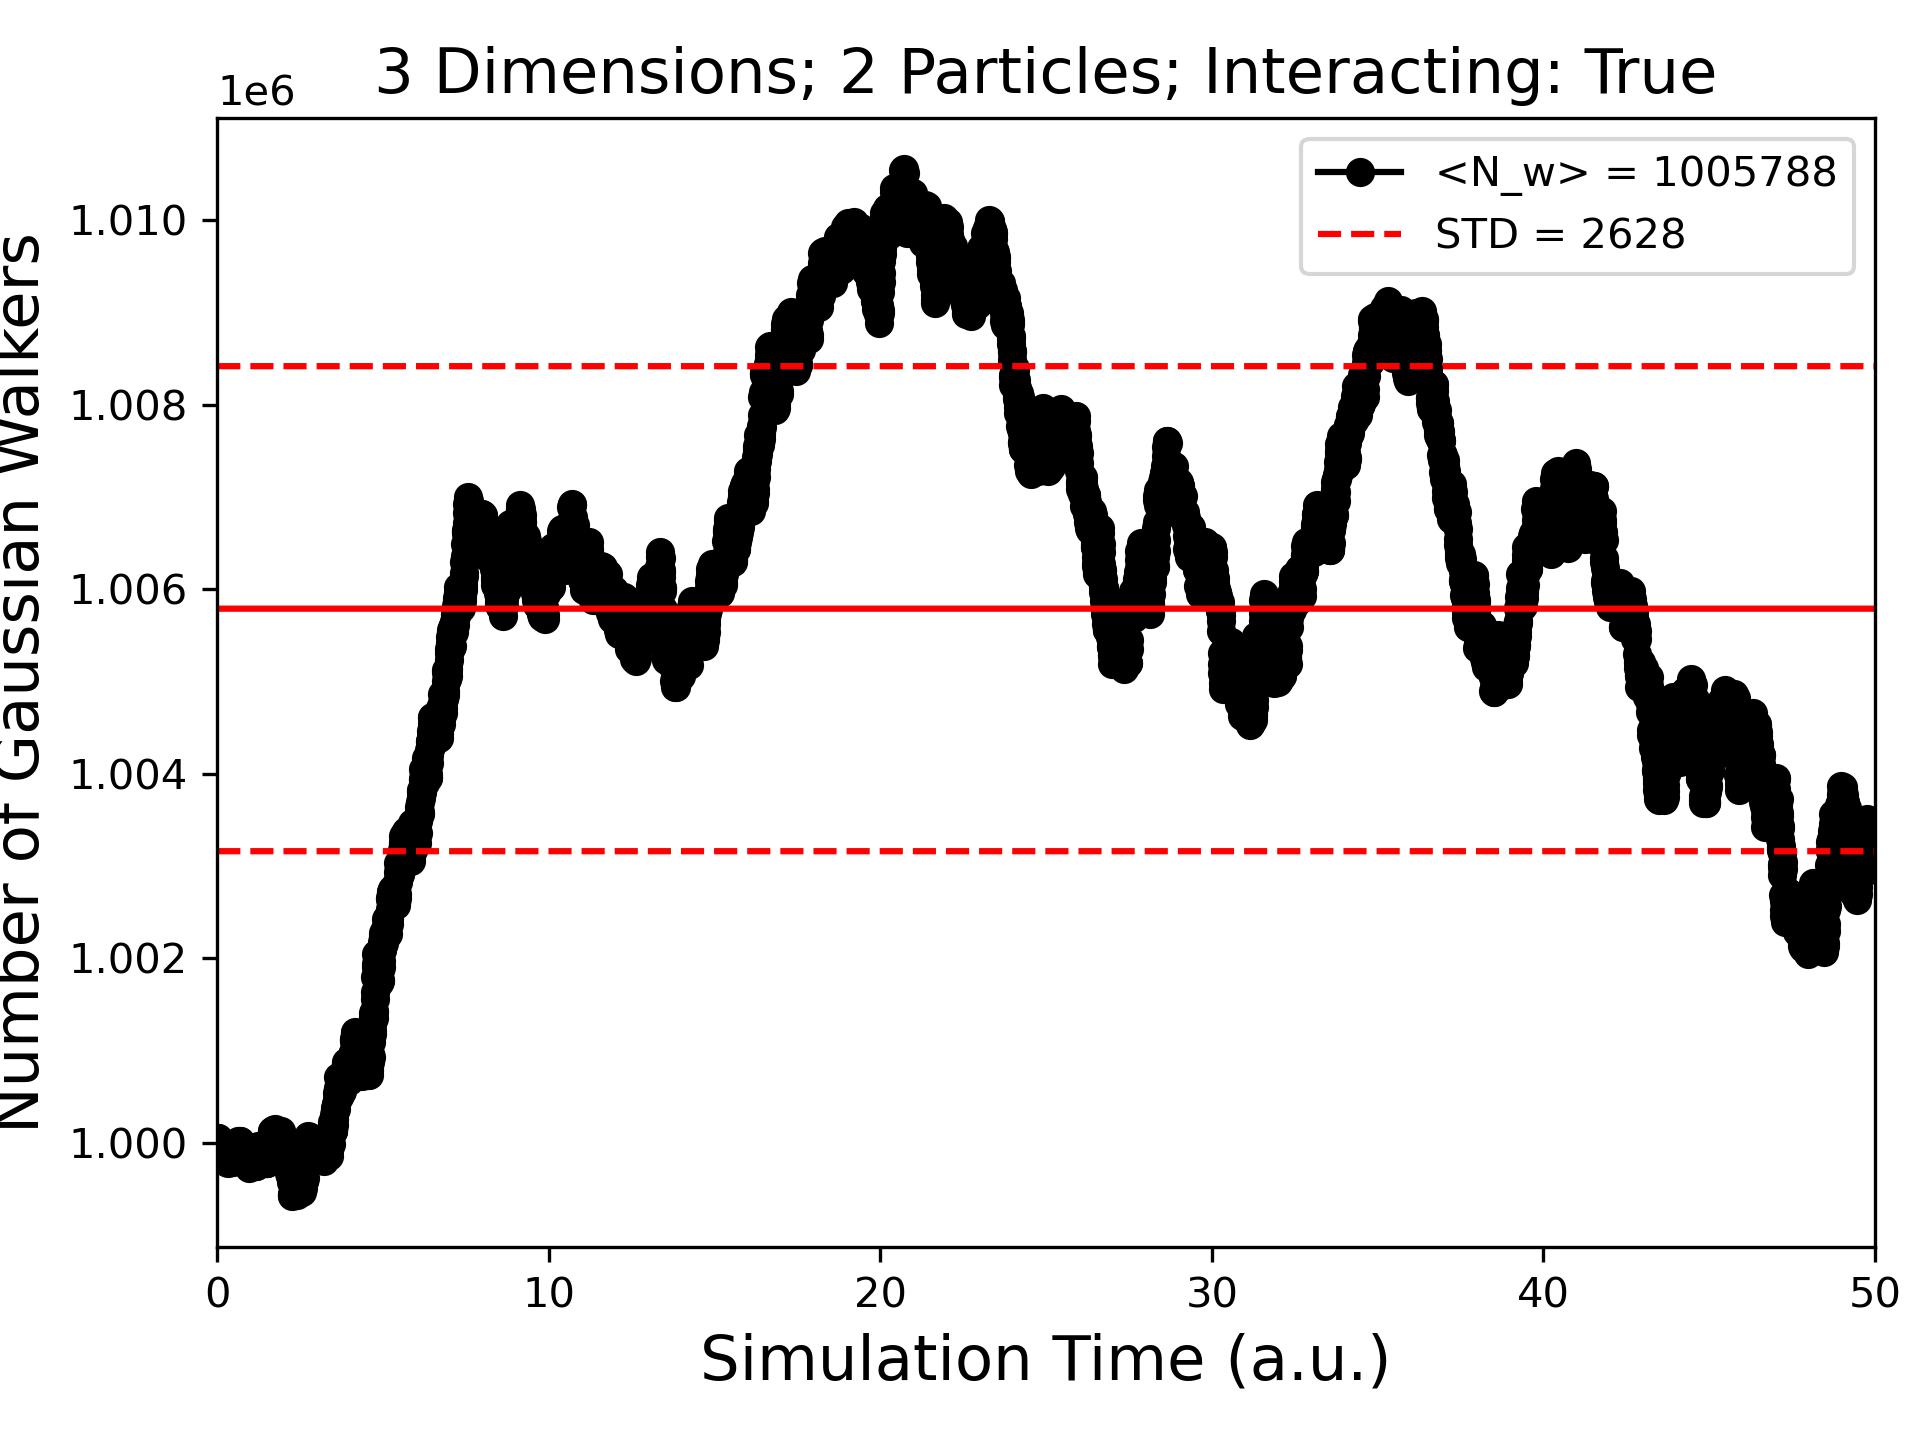 3 Dimensions; 2 Particles; Interacting: True
1e6
<N_w> = 1005788
STD = 2628
Number of Gaussian Walkers
1.010
1.008
1.006
1.004
1.002
1.000
0 10 20 30 40 50
Simulation Time (a.u.)